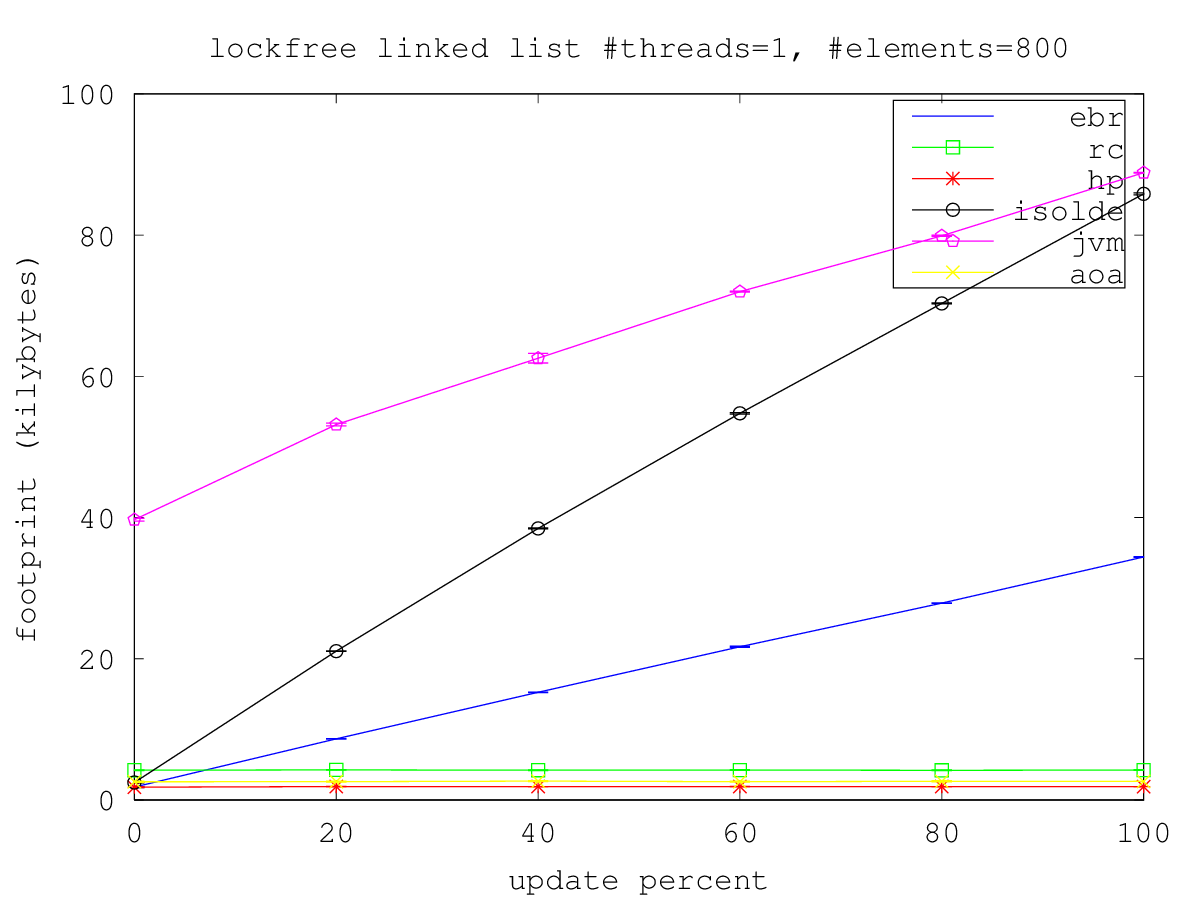 lockfree linked list #threads=1, #elements=800
footprint (kilybytes)
100
80
60
40
20
0
ebr
rc
hp
isolde
jvm
aoa
0 20 40 60 80 100
update percent